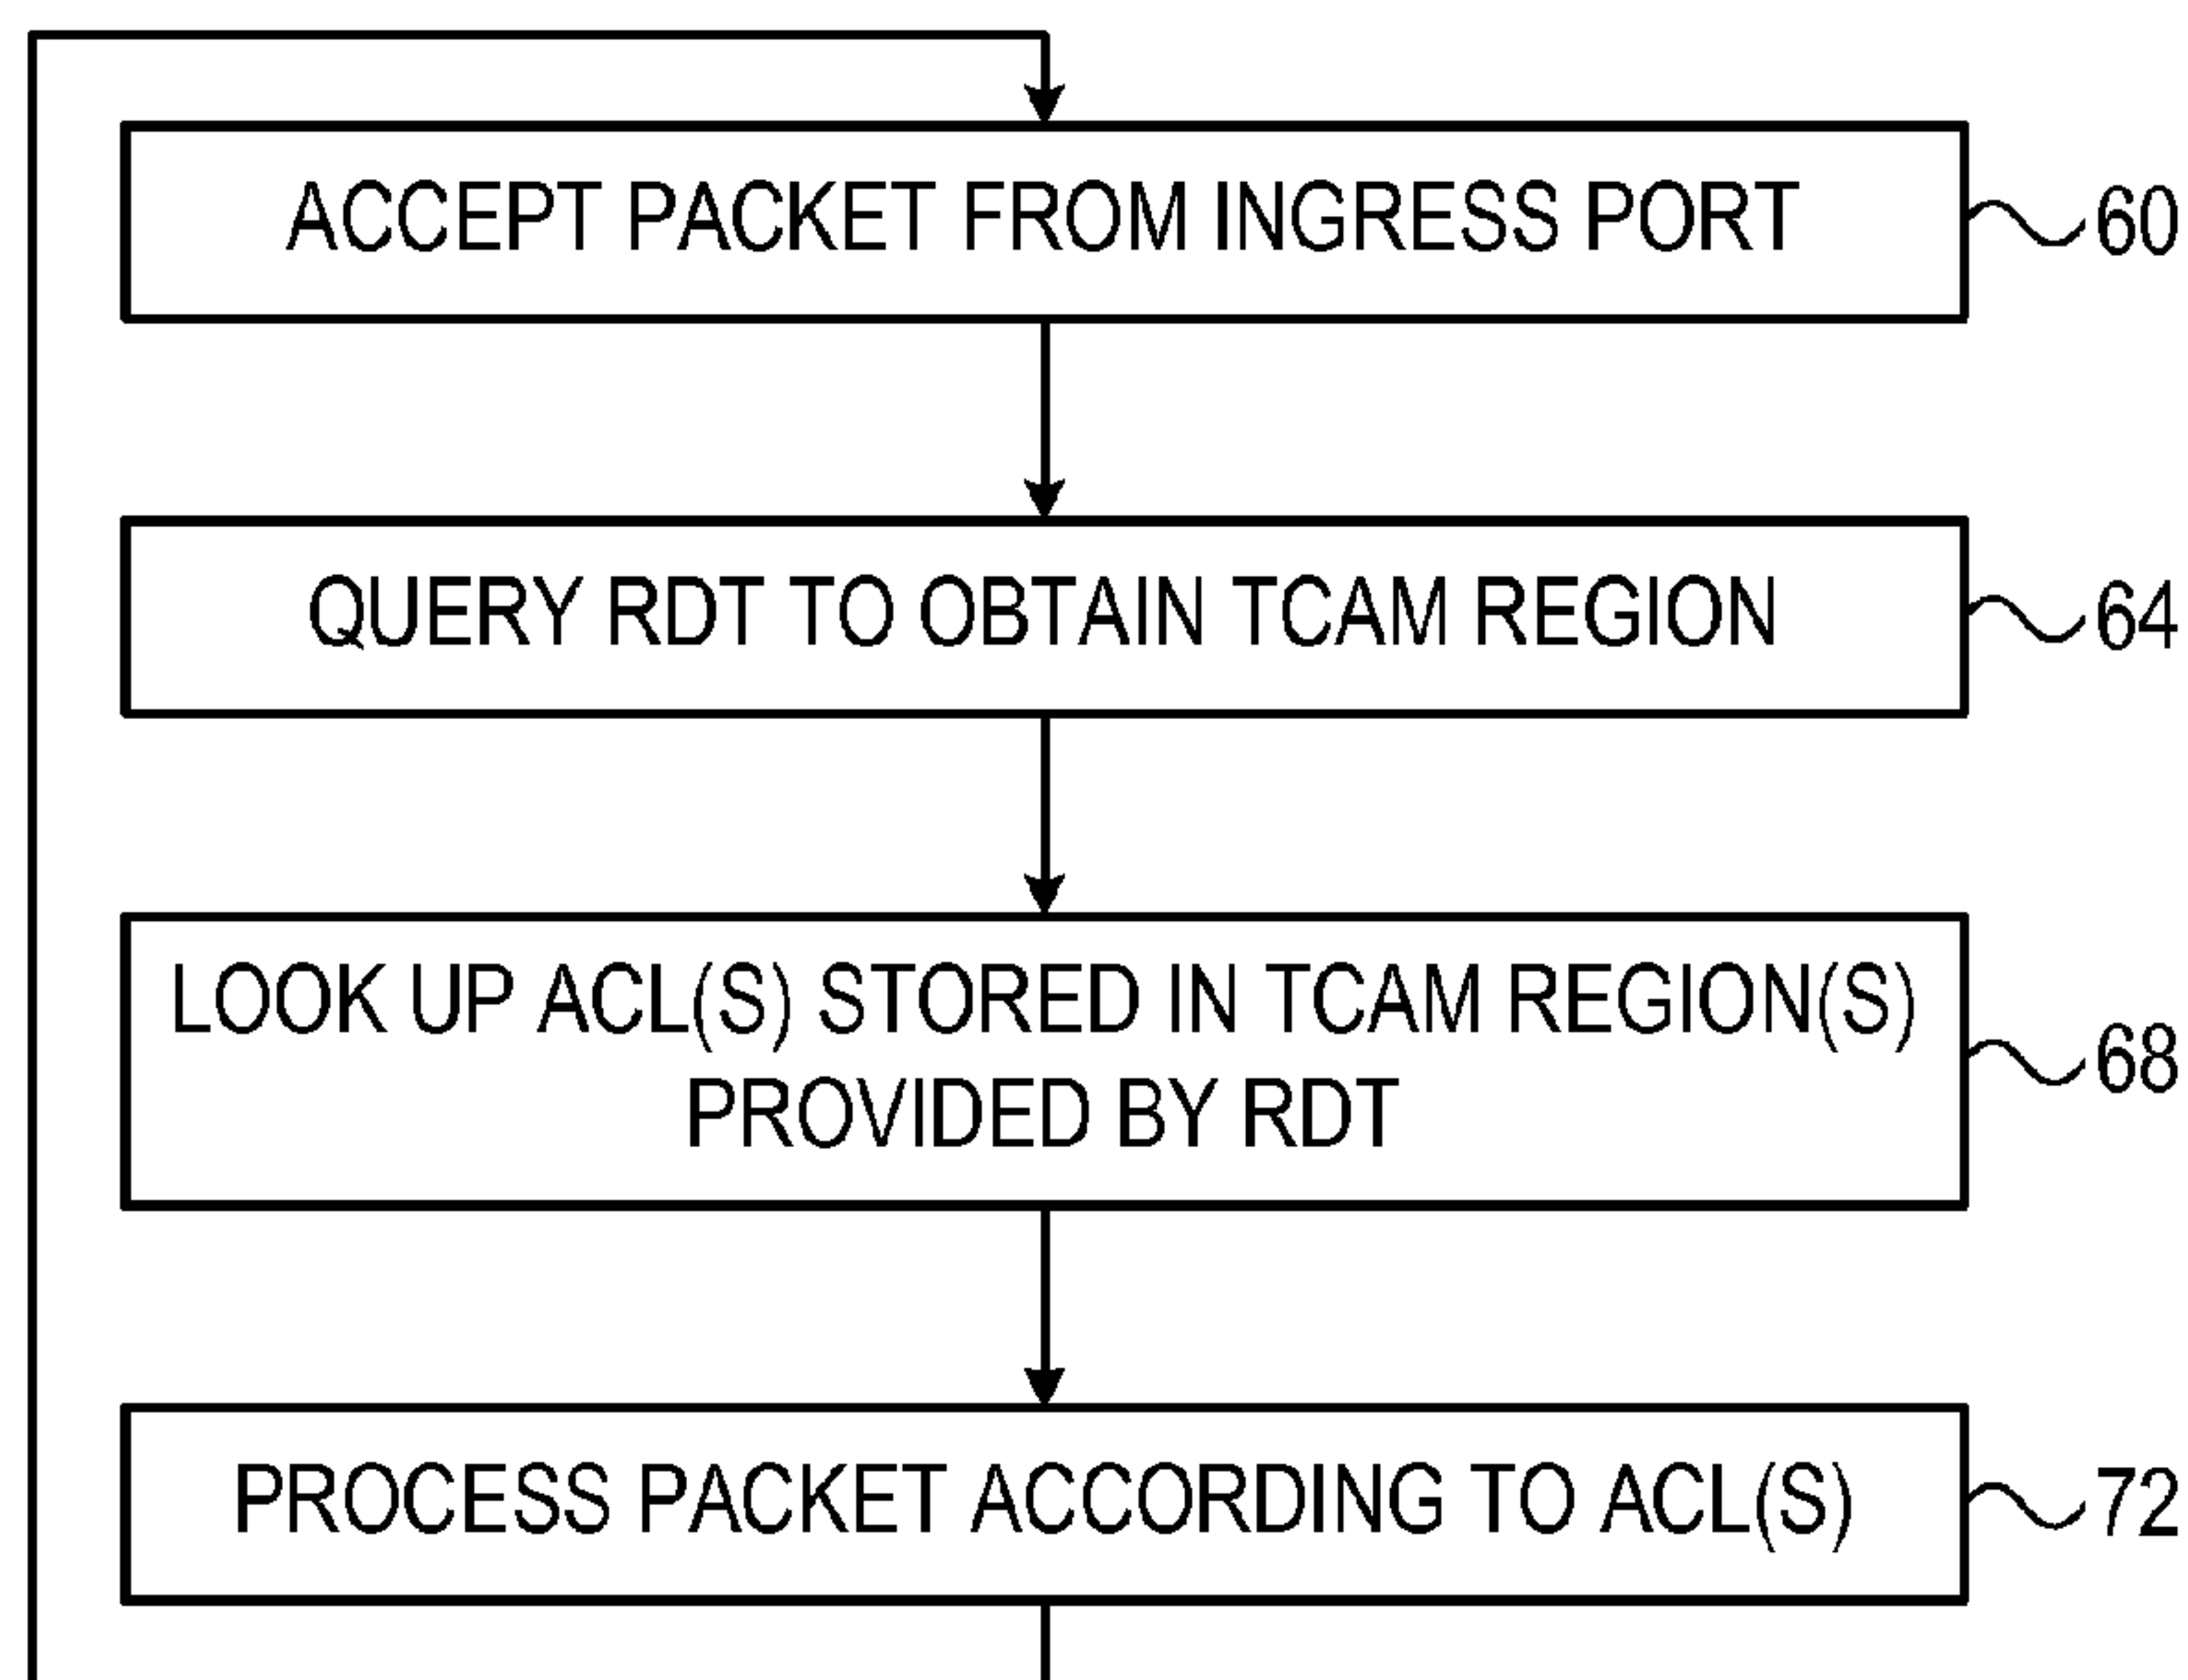 ACCEPT PACKET FROM INGRESS PORT
60
QUERY RDT TO OBTAIN TCAM REGION
64
LOOK UP ACL(S) STORED IN TCAM REGION(S)
PROVIDED BY RDT
68
PROCESS PACKET ACCORDING TO ACL(S)
72